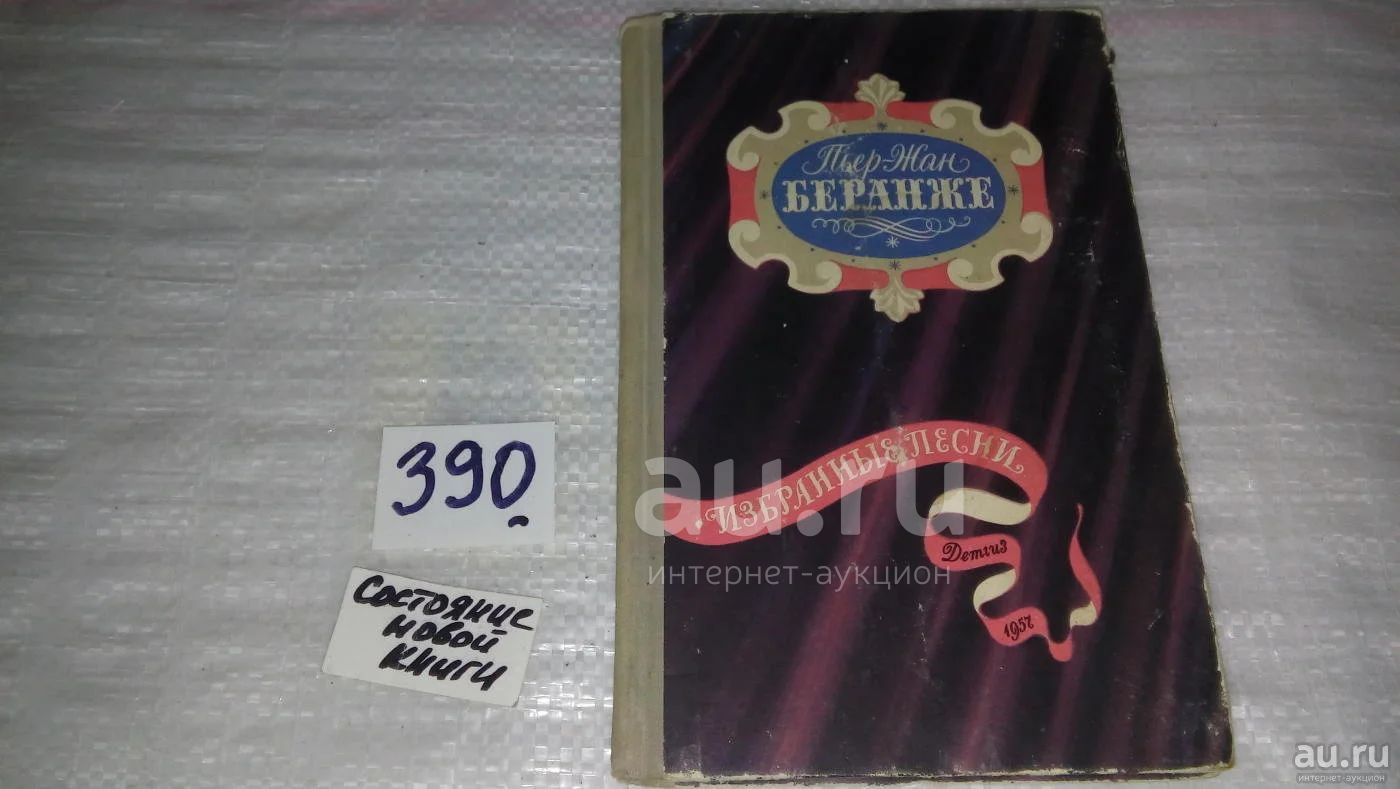 Пьер-Жан
БЕРАНЖЕ
ИЗБРАННЫЕ ПЕСНИ
Детгиз
1957
390
Состояние
новой
книги
au.ru
интернет-аукцион
au.ru
интернет-аукцион